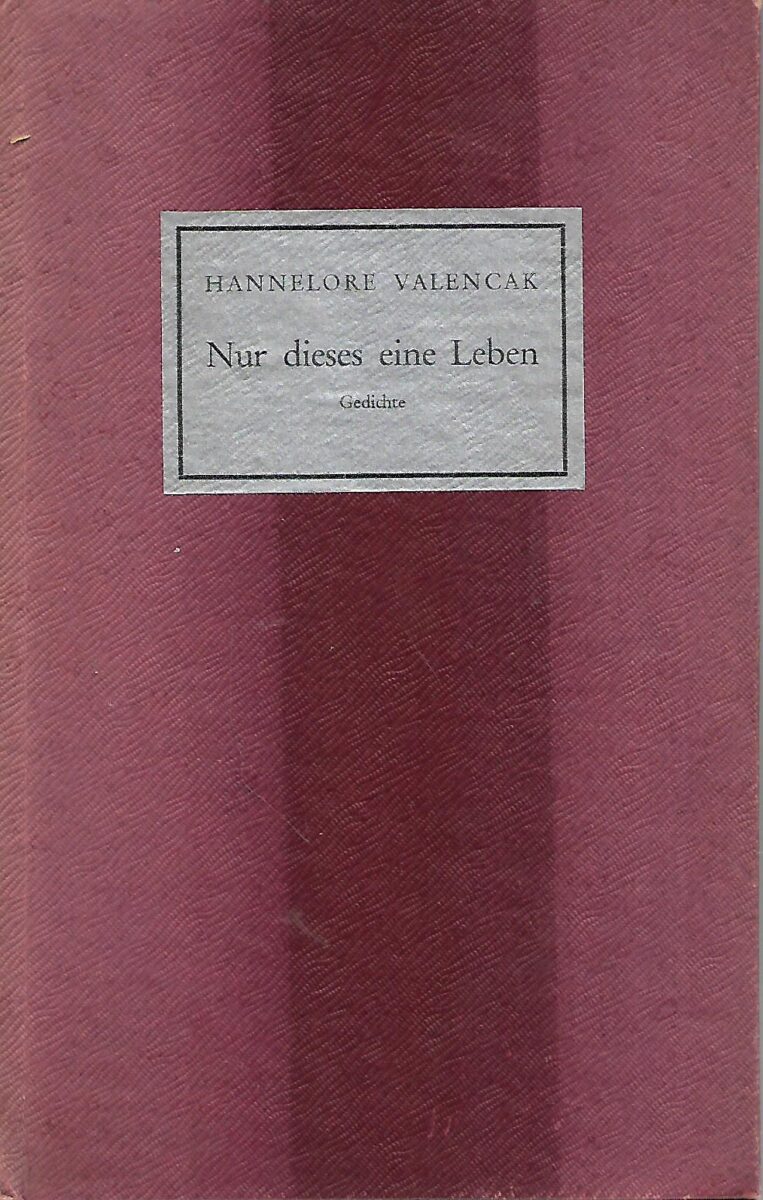 HANNELORE VALENCAK
Nur dieses eine Leben
Gedichte